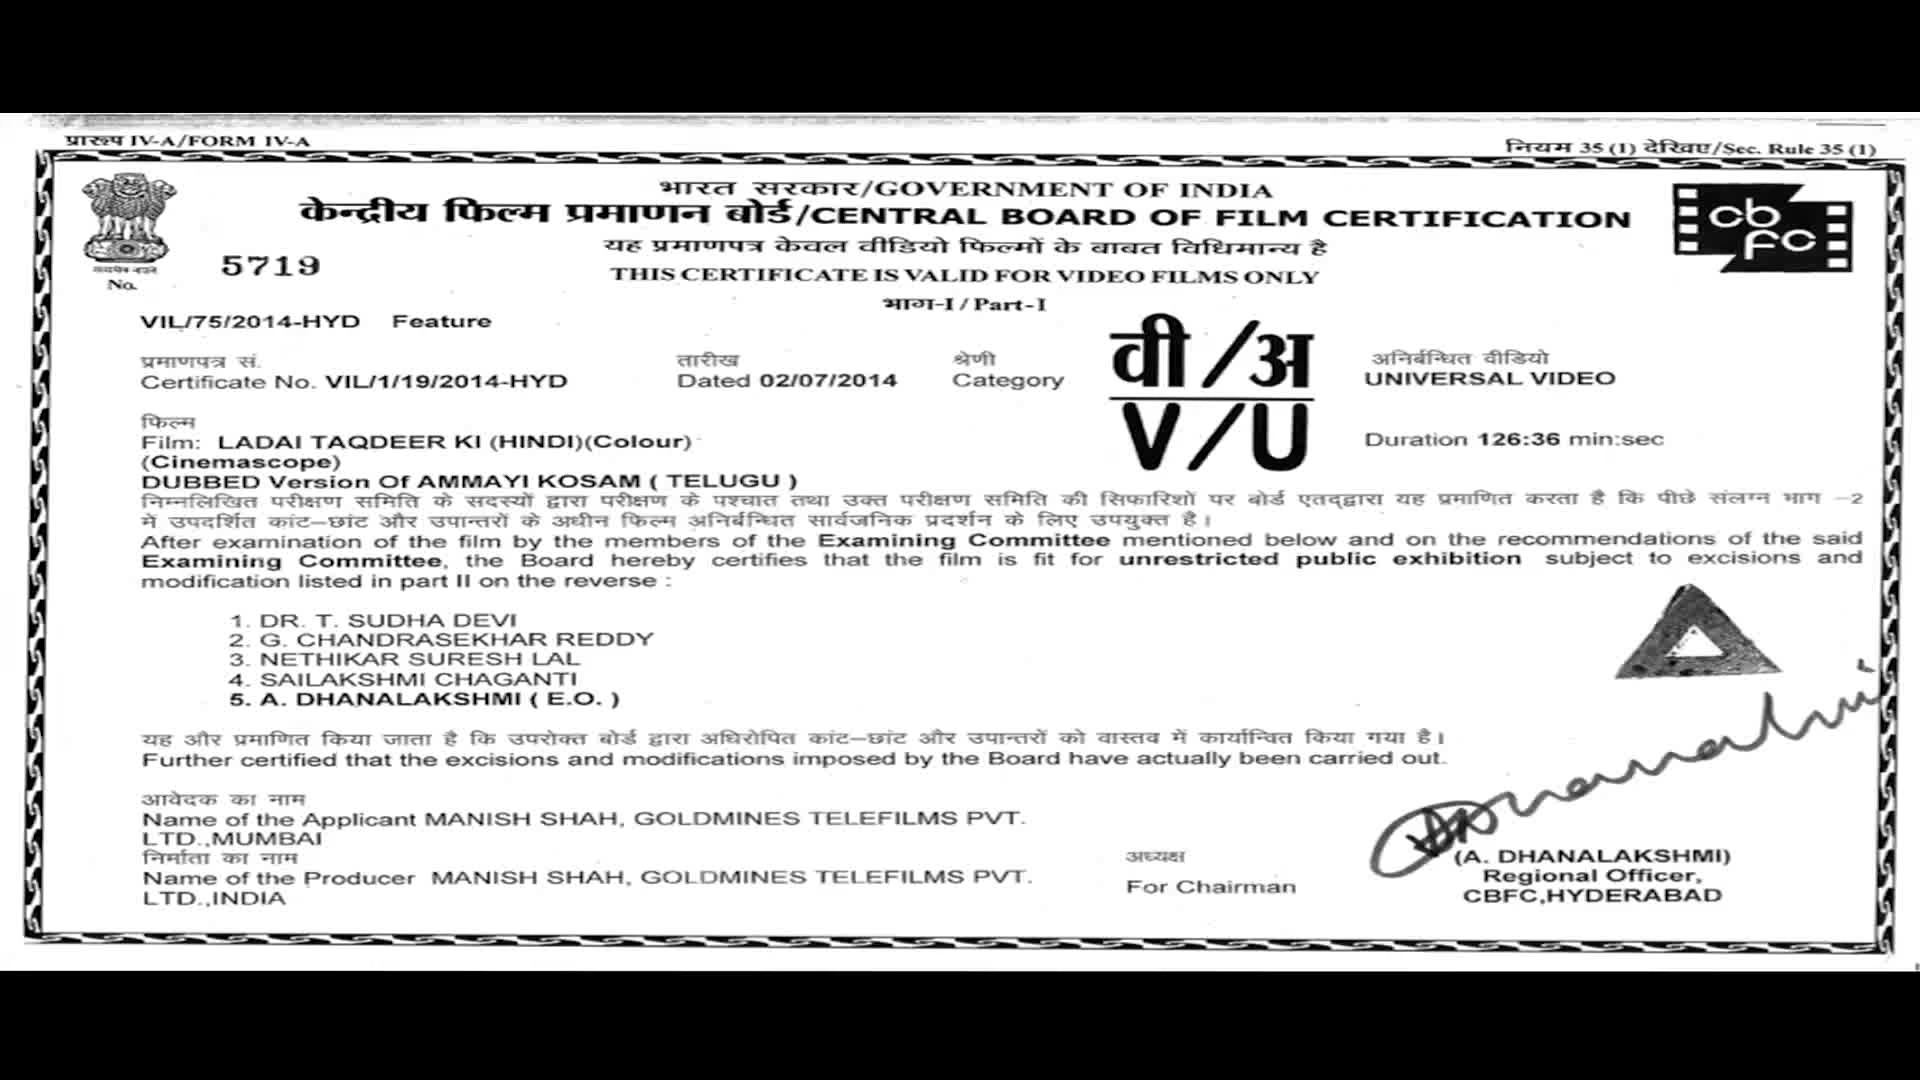 प्रारूप IV-A/FORM IV-A
नियम 35 (1) देखिए/Sec. Rule 35 (1)
भारत सरकार/GOVERNMENT OF INDIA
केन्द्रीय फिल्म प्रमाणन बोर्ड/CENTRAL BOARD OF FILM CERTIFICATION
cbfc
यह प्रमाणपत्र केवल वीडियो फिल्मों के बाबत विधिमान्य है
सत्यमेव जयते
No. 5719
THIS CERTIFICATE IS VALID FOR VIDEO FILMS ONLY
भाग-I / Part-I
VIL/75/2014-HYD Feature
प्रमाणपत्र सं. तारीख श्रेणी वी/अ अनिर्बन्धित वीडियो
Certificate No. VIL/1/19/2014-HYD Dated 02/07/2014 Category V/U UNIVERSAL VIDEO
फिल्म
Film: LADAI TAQDEER KI (HINDI)(Colour) Duration 126:36 min:sec
(Cinemascope)
DUBBED Version Of AMMAYI KOSAM ( TELUGU )
निम्नलिखित परीक्षण समिति के सदस्यों द्वारा परीक्षण के पश्चात तथा उक्त परीक्षण समिति की सिफारिशों पर बोर्ड एतद्द्वारा यह प्रमाणित करता है कि पीछे संलग्न भाग -2
में उपदर्शित कांट-छांट और उपान्तरों के अधीन फिल्म अनिर्बन्धित सार्वजनिक प्रदर्शन के लिए उपयुक्त है।
After examination of the film by the members of the Examining Committee mentioned below and on the recommendations of the said
Examining Committee, the Board hereby certifies that the film is fit for unrestricted public exhibition subject to excisions and
modification listed in part II on the reverse :
1. DR. T. SUDHA DEVI
2. G. CHANDRASEKHAR REDDY
3. NETHIKAR SURESH LAL
4. SAILAKSHMI CHAGANTI
5. A. DHANALAKSHMI ( E.O. )
यह और प्रमाणित किया जाता है कि उपरोक्त बोर्ड द्वारा अधिरोपित कांट-छांट और उपान्तरों को वास्तव में कार्यान्वित किया गया है।
Further certified that the excisions and modifications imposed by the Board have actually been carried out.
आवेदक का नाम
Name of the Applicant MANISH SHAH, GOLDMINES TELEFILMS PVT.
LTD.,MUMBAI
निर्माता का नाम
Name of the Producer MANISH SHAH, GOLDMINES TELEFILMS PVT.
LTD.,INDIA
अध्यक्ष
For Chairman
(A. DHANALAKSHMI)
Regional Officer,
CBFC,HYDERABAD